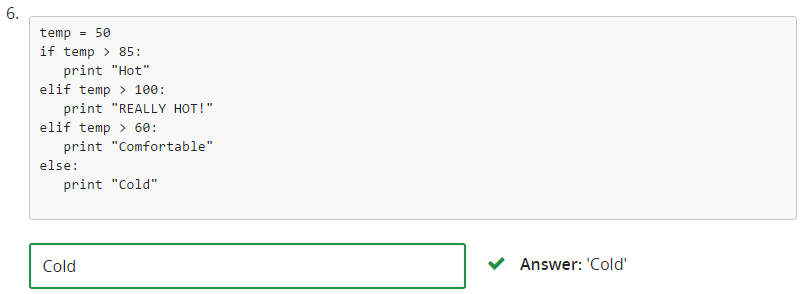 6.
temp = 50
if temp > 85:
   print "Hot"
elif temp > 100:
   print "REALLY HOT!"
elif temp > 60:
   print "Comfortable"
else:
   print "Cold"
Cold
Answer: 'Cold'